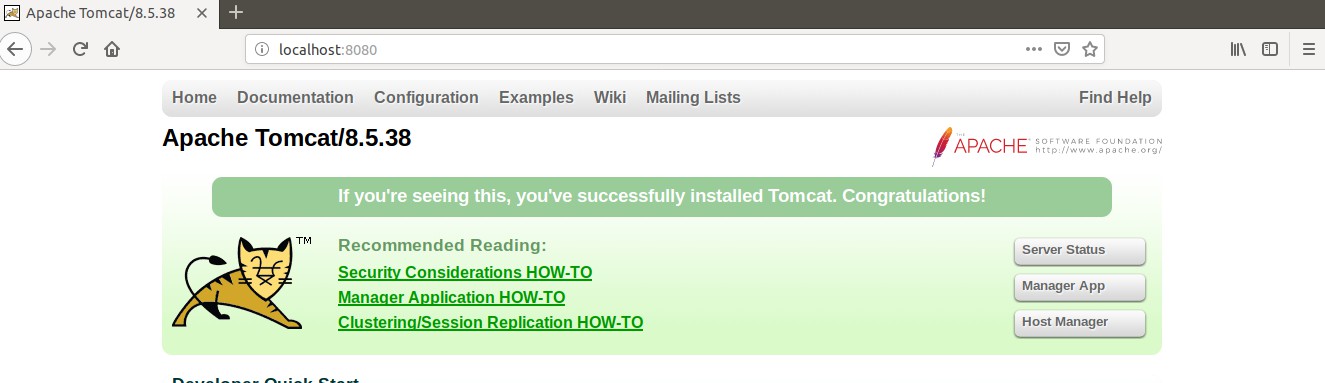 Apache Tomcat/8.5.38
localhost:8080
Home Documentation Configuration Examples Wiki Mailing Lists Find Help
Apache Tomcat/8.5.38
THE
APACHE SOFTWARE FOUNDATION
http://www.apache.org/
If you're seeing this, you've successfully installed Tomcat. Congratulations!
TM
Recommended Reading:
Security Considerations HOW-TO
Manager Application HOW-TO
Clustering/Session Replication HOW-TO
Server Status
Manager App
Host Manager
Developer Quick Start